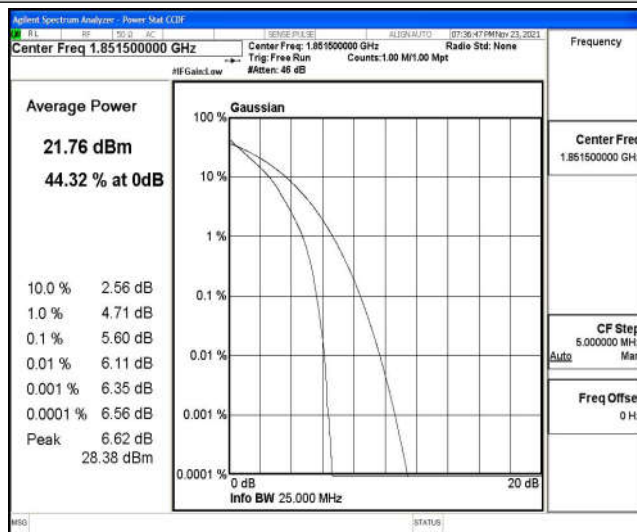 Agilent Spectrum Analyzer - Power Stat CCDF
RL RF 50 Ω AC SENSE:PULSE ALIGN AUTO 07:36:47 PM Nov 23, 2021
Center Freq 1.851500000 GHz
Center Freq: 1.851500000 GHz Radio Std: None
Trig: Free Run Counts:1.00 M/1.00 Mpt
#IFGain:Low #Atten: 46 dB
Frequency
Average Power
21.76 dBm
44.32 % at 0dB
10.0 % 2.56 dB
1.0 % 4.71 dB
0.1 % 5.60 dB
0.01 % 6.11 dB
0.001 % 6.35 dB
0.0001 % 6.56 dB
Peak 6.62 dB
28.38 dBm
Gaussian
100 %
10 %
1 %
0.1 %
0.01 %
0.001 %
0.0001 %
0 dB 20 dB
Info BW 25.000 MHz
Center Freq
1.851500000 GHz
CF Step
5.000000 MHz
Auto Man
Freq Offset
0 Hz
MSG STATUS